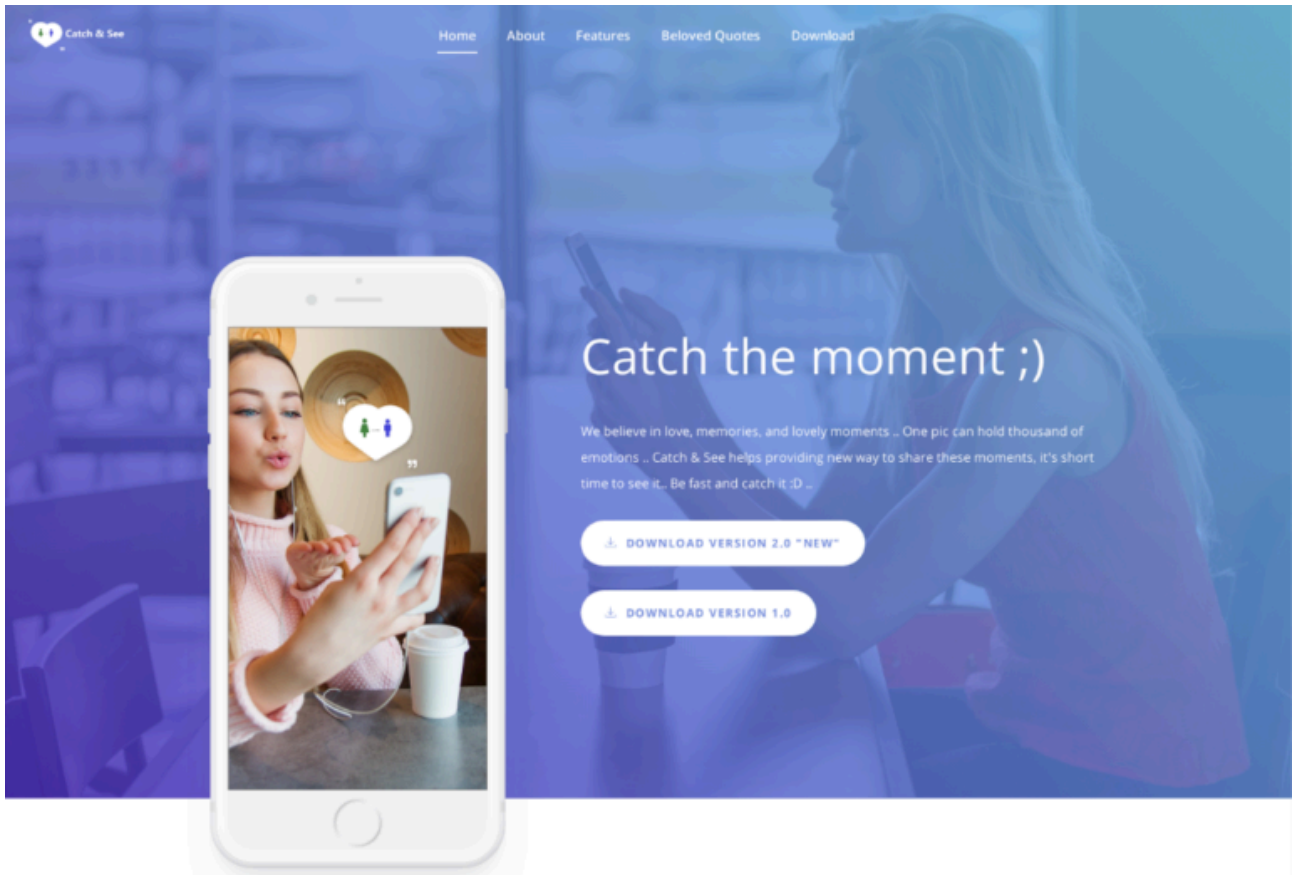 Catch & See
Home About Features Beloved Quotes Download
Catch the moment ;)
We believe in love, memories, and lovely moments .. One pic can hold thousand of
emotions .. Catch & See helps providing new way to share these moments, it's short
time to see it.. Be fast and catch it :D ..
DOWNLOAD VERSION 2.0 "NEW"
DOWNLOAD VERSION 1.0